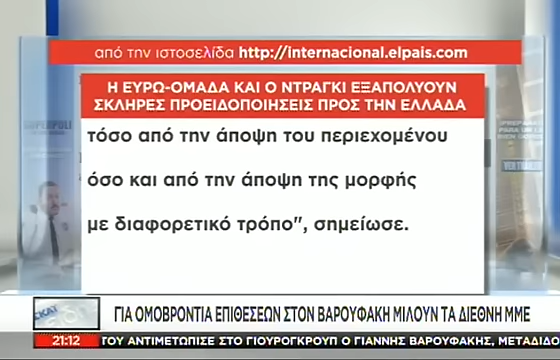 από την ιστοσελίδα http://internacional.elpais.com
Η ΕΥΡΩ-ΟΜΑΔΑ ΚΑΙ Ο ΝΤΡΑΓΚΙ ΕΞΑΠΟΛΥΟΥΝ
ΣΚΛΗΡΕΣ ΠΡΟΕΙΔΟΠΟΙΗΣΕΙΣ ΠΡΟΣ ΤΗΝ ΕΛΛΑΔΑ
τόσο από την άποψη του περιεχομένου
όσο και από την άποψη της μορφής
με διαφορετικό τρόπο", σημείωσε.
ΓΙΑ ΟΜΟΒΡΟΝΤΙΑ ΕΠΙΘΕΣΕΩΝ ΣΤΟΝ ΒΑΡΟΥΦΑΚΗ ΜΙΛΟΥΝ ΤΑ ΔΙΕΘΝΗ ΜΜΕ
21:12 ΤΟΥ ΑΝΤΙΜΕΤΩΠΙΣΕ ΣΤΟ ΓΙΟΥΡΟΓΚΡΟΥΠ Ο ΓΙΑΝΝΗΣ ΒΑΡΟΥΦΑΚΗΣ, ΜΕΤΑΔΙΔ